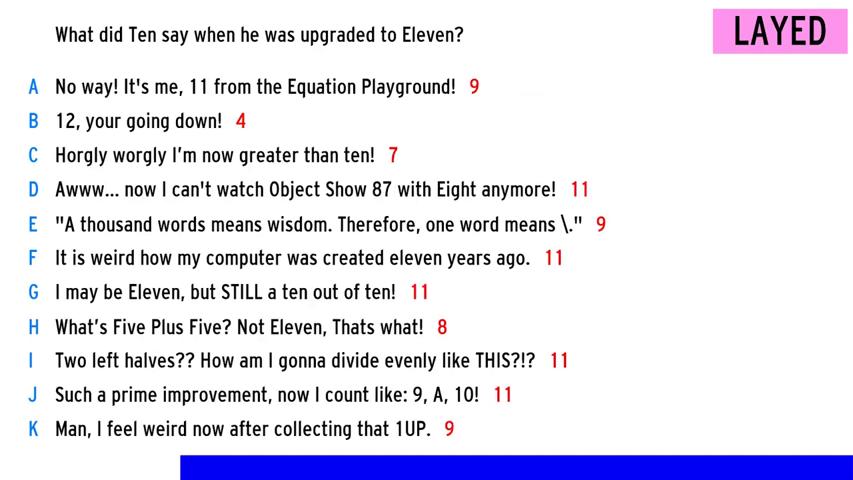 What did Ten say when he was upgraded to Eleven?
LAYED
A No way! It's me, 11 from the Equation Playground! 9
B 12, your going down! 4
C Horgly worgly I'm now greater than ten! 7
D Awww... now I can't watch Object Show 87 with Eight anymore! 11
E "A thousand words means wisdom. Therefore, one word means \." 9
F It is weird how my computer was created eleven years ago. 11
G I may be Eleven, but STILL a ten out of ten! 11
H What's Five Plus Five? Not Eleven, Thats what! 8
I Two left halves?? How am I gonna divide evenly like THIS?!? 11
J Such a prime improvement, now I count like: 9, A, 10! 11
K Man, I feel weird now after collecting that 1UP. 9